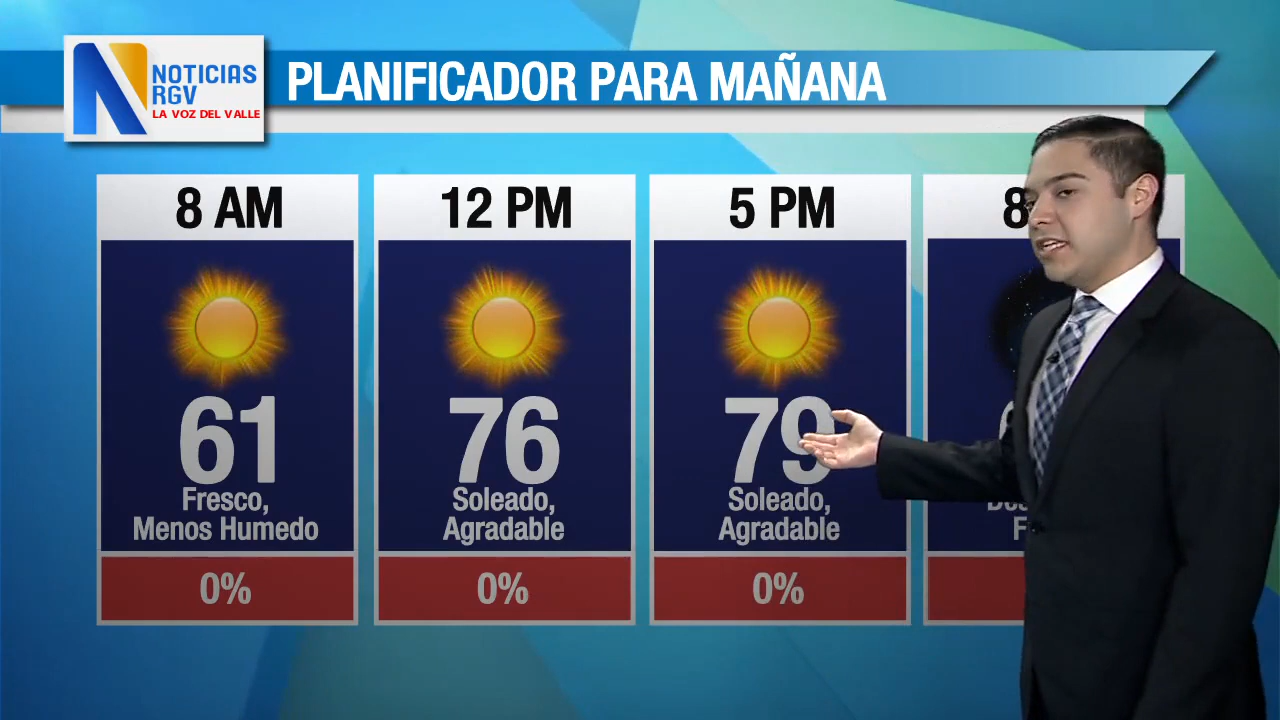 NOTICIAS
RGV
LA VOZ DEL VALLE
PLANIFICADOR PARA MAÑANA
8 AM
12 PM
5 PM
8
61
76
79
Fresco,
Menos Humedo
Soleado,
Agradable
Soleado,
Agradable
0%
0%
0%